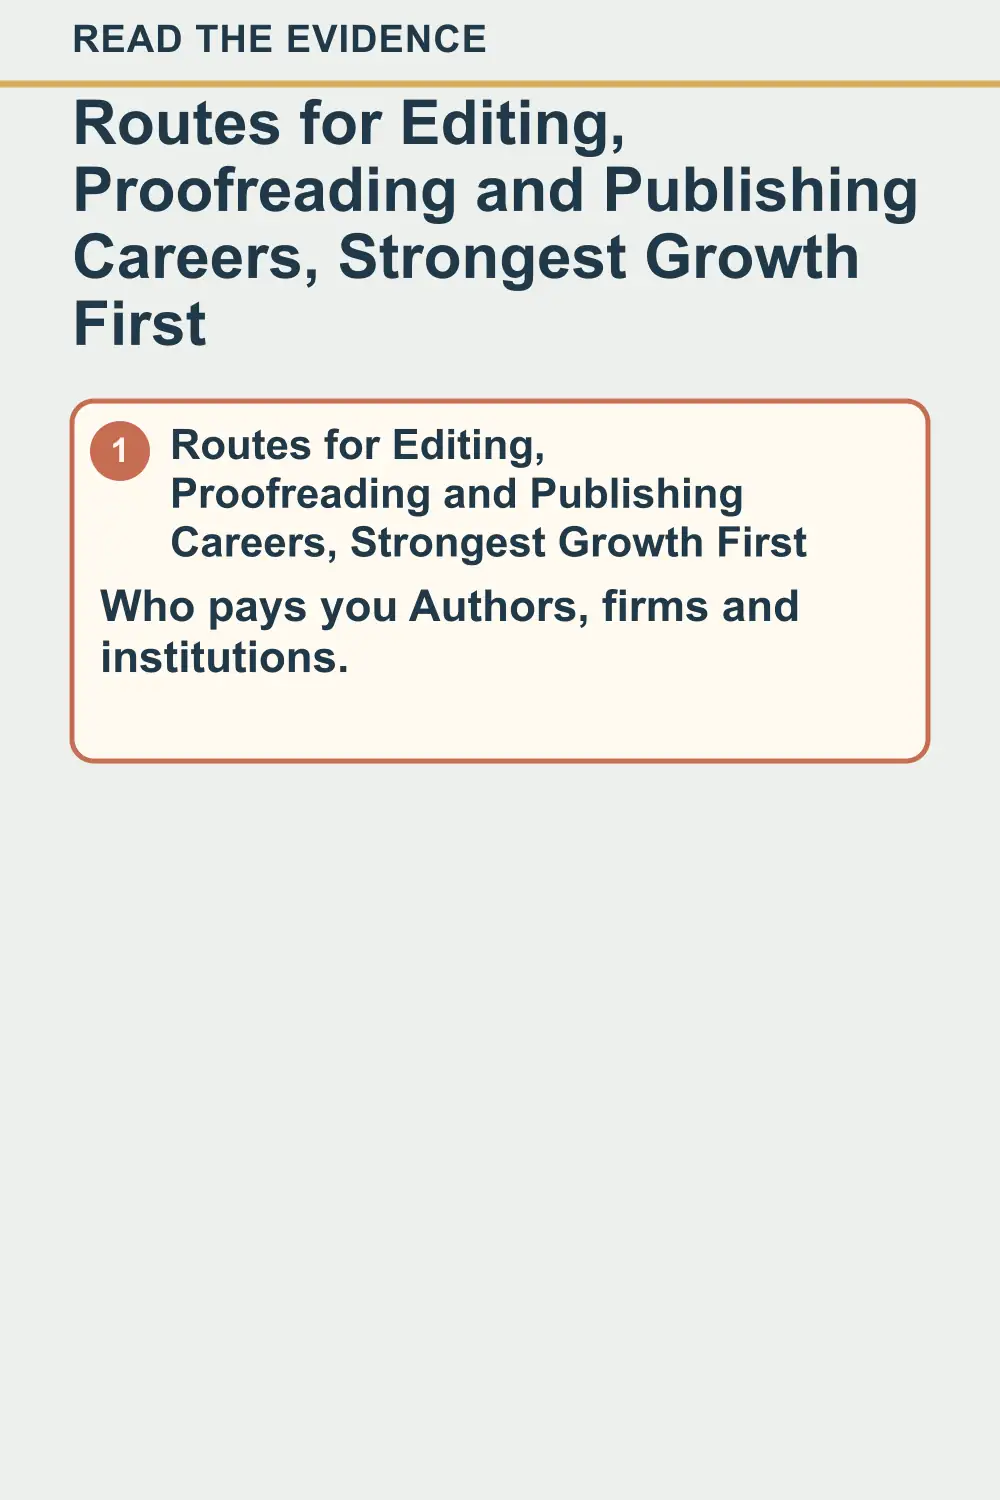 READ THE EVIDENCE
Routes for Editing,
Proofreading and Publishing
Careers, Strongest Growth
First
1
Routes for Editing,
Proofreading and Publishing
Careers, Strongest Growth First
Who pays you Authors, firms and
institutions.